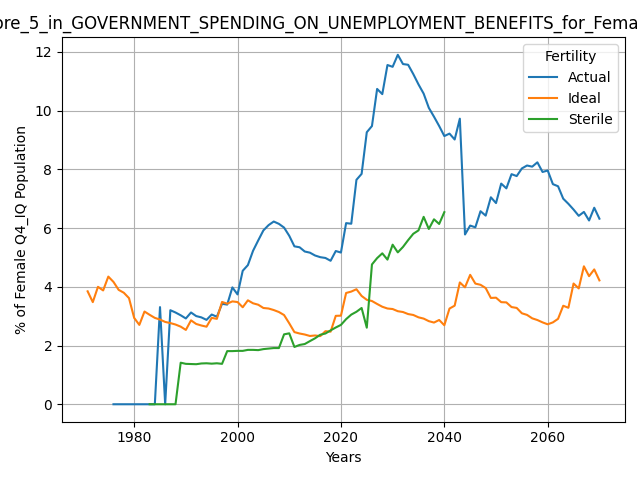 ore_5_in_GOVERNMENT_SPENDING_ON_UNEMPLOYMENT_BENEFITS_for_Fema
Fertility
Actual
Ideal
Sterile
% of Female Q4_IQ Population
12
10
8
6
4
2
0
1980 2000 2020 2040 2060
Years